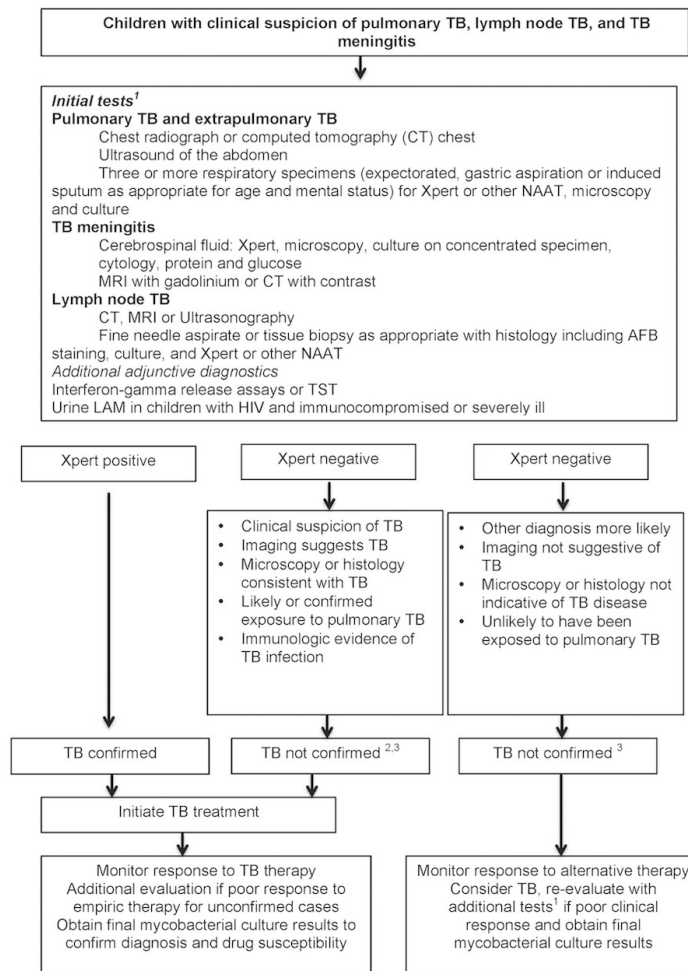 Children with clinical suspicion of pulmonary TB, lymph node TB, and TB
meningitis
Initial tests1
Pulmonary TB and extrapulmonary TB
Chest radiograph or computed tomography (CT) chest
Ultrasound of the abdomen
Three or more respiratory specimens (expectorated, gastric aspiration or induced
sputum as appropriate for age and mental status) for Xpert or other NAAT, microscopy
and culture
TB meningitis
Cerebrospinal fluid: Xpert, microscopy, culture on concentrated specimen,
cytology, protein and glucose
MRI with gadolinium or CT with contrast
Lymph node TB
CT, MRI or Ultrasonography
Fine needle aspirate or tissue biopsy as appropriate with histology including AFB
staining, culture, and Xpert or other NAAT
Additional adjunctive diagnostics
Interferon-gamma release assays or TST
Urine LAM in children with HIV and immunocompromised or severely ill
Xpert positive
Xpert negative
Xpert negative
• Clinical suspicion of TB
• Imaging suggests TB
• Microscopy or histology
consistent with TB
• Likely or confirmed
exposure to pulmonary TB
• Immunologic evidence of
TB infection
• Other diagnosis more likely
• Imaging not suggestive of
TB
• Microscopy or histology not
indicative of TB disease
• Unlikely to have been
exposed to pulmonary TB
TB confirmed
TB not confirmed 2,3
TB not confirmed 3
Initiate TB treatment
Monitor response to TB therapy
Additional evaluation if poor response to
empiric therapy for unconfirmed cases
Obtain final mycobacterial culture results to
confirm diagnosis and drug susceptibility
Monitor response to alternative therapy
Consider TB, re-evaluate with
additional tests1 if poor clinical
response and obtain final
mycobacterial culture results